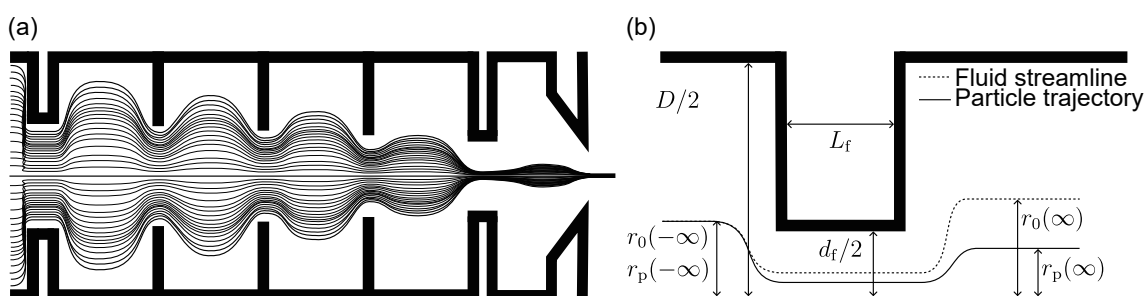 (a)
(b)
Fluid streamline
Particle trajectory
D/2
L_f
r_0(−∞)
r_p(−∞)
d_f/2
r_0(∞)
r_p(∞)